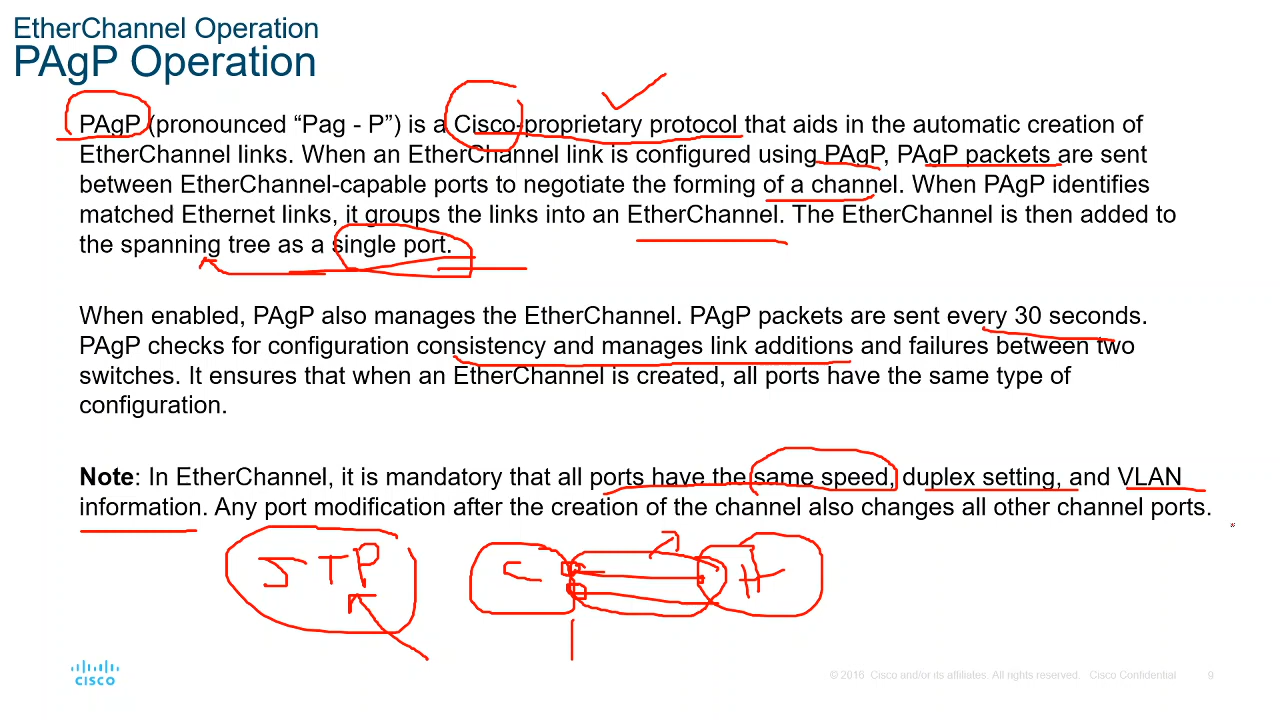 EtherChannel Operation
PAgP Operation
PAgP (pronounced “Pag - P”) is a Cisco-proprietary protocol that aids in the automatic creation of
EtherChannel links. When an EtherChannel link is configured using PAgP, PAgP packets are sent
between EtherChannel-capable ports to negotiate the forming of a channel. When PAgP identifies
matched Ethernet links, it groups the links into an EtherChannel. The EtherChannel is then added to
the spanning tree as a single port.
When enabled, PAgP also manages the EtherChannel. PAgP packets are sent every 30 seconds.
PAgP checks for configuration consistency and manages link additions and failures between two
switches. It ensures that when an EtherChannel is created, all ports have the same type of
configuration.
Note: In EtherChannel, it is mandatory that all ports have the same speed, duplex setting, and VLAN
information. Any port modification after the creation of the channel also changes all other channel ports.
STP C H
CISCO
© 2016 Cisco and/or its affiliates. All rights reserved. Cisco Confidential 9